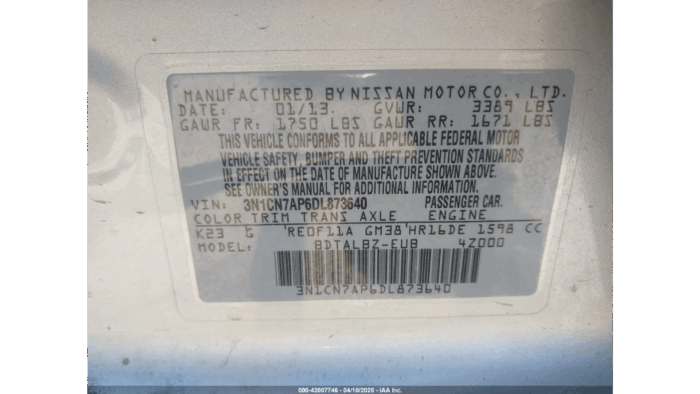 MANUFACTURED BY NISSAN MOTOR CO., LTD.
DATE: 01/13. GVWR: 3389 LBS
GAWR FR: 1750 LBS GAWR RR: 1671 LBS
THIS VEHICLE CONFORMS TO ALL APPLICABLE FEDERAL MOTOR
VEHICLE SAFETY, BUMPER AND THEFT PREVENTION STANDARDS
IN EFFECT ON THE DATE OF MANUFACTURE SHOWN ABOVE.
SEE OWNER'S MANUAL FOR ADDITIONAL INFORMATION.
VIN: 3N1CN7AP6DL873640 PASSENGER CAR
COLOR TRIM TRANS AXLE ENGINE
K23 G RE0F11A GM38 HR16DE 1598 CC
MODEL: BDTALBZ-EUB 4Z000
3N1CN7AP6DL873640
000-42007746 - 04/10/2025 - IAA Inc.